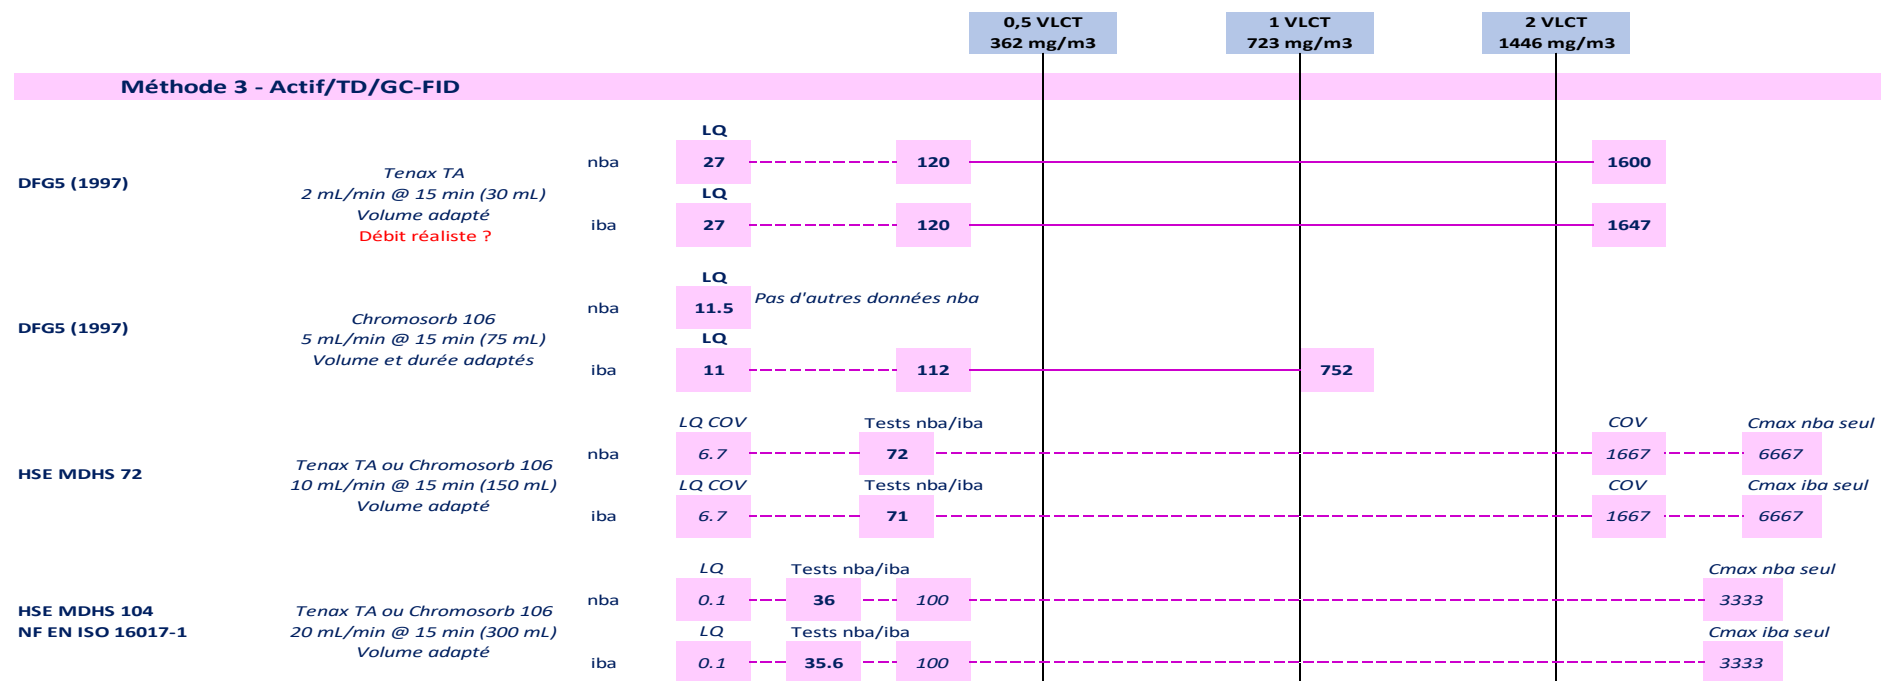 0,5 VLCT
362 mg/m3
1 VLCT
723 mg/m3
2 VLCT
1446 mg/m3
Méthode 3 - Actif/TD/GC-FID
DFG5 (1997)
Tenax TA
2 mL/min @ 15 min (30 mL)
Volume adapté
Débit réaliste ?
LQ
nba 27 120 1600
LQ
iba 27 120 1647
DFG5 (1997)
Chromosorb 106
5 mL/min @ 15 min (75 mL)
Volume et durée adaptés
LQ
nba 11.5 Pas d'autres données nba
LQ
iba 11 112 752
HSE MDHS 72
Tenax TA ou Chromosorb 106
10 mL/min @ 15 min (150 mL)
Volume adapté
LQ COV Tests nba/iba COV Cmax nba seul
nba 6.7 72 1667 6667
LQ COV Tests nba/iba COV Cmax iba seul
iba 6.7 71 1667 6667
HSE MDHS 104
NF EN ISO 16017-1
Tenax TA ou Chromosorb 106
20 mL/min @ 15 min (300 mL)
Volume adapté
LQ Tests nba/iba Cmax nba seul
nba 0.1 36 100 3333
LQ Tests nba/iba Cmax iba seul
iba 0.1 35.6 100 3333